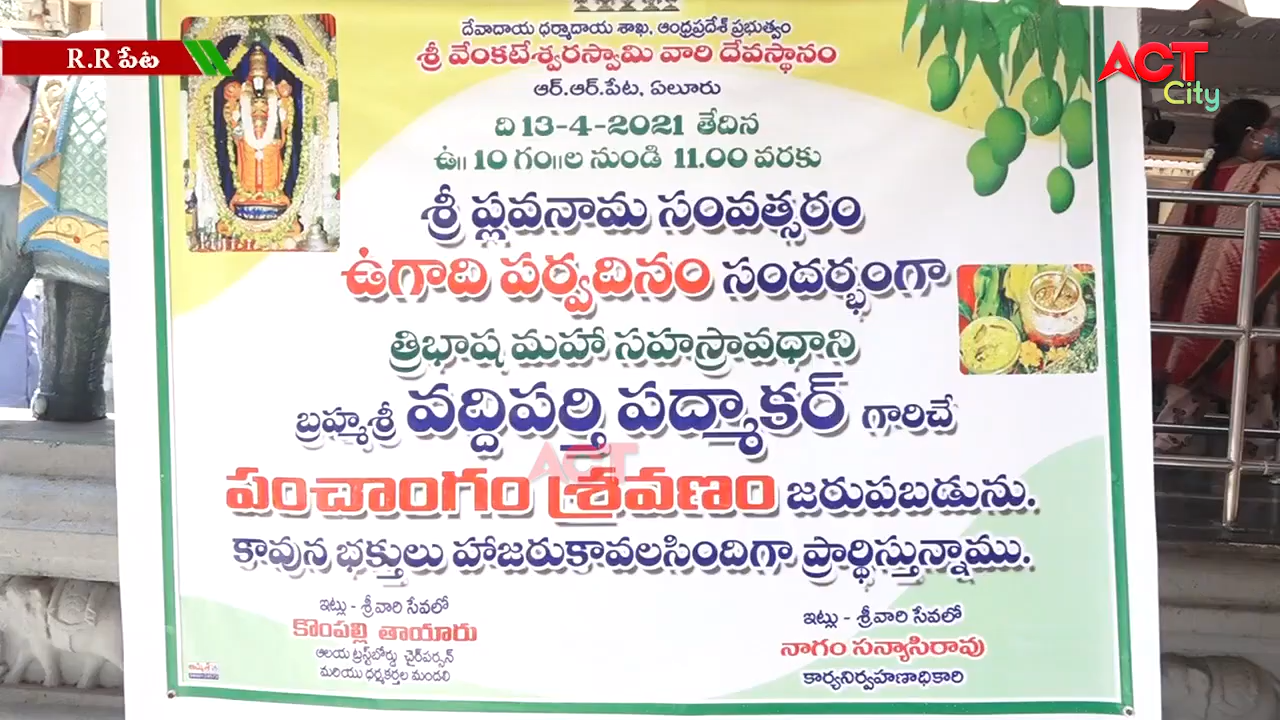 R.R పేట
ACT
City
దేవాదాయ ధర్మాదాయ శాఖ, ఆంధ్రప్రదేశ్ ప్రభుత్వం
శ్రీ వేంకటేశ్వరస్వామి వారి దేవస్థానం
ఆర్.ఆర్.పేట, ఏలూరు
ది 13-4-2021 తేదిన
ఉ॥ 10 గం॥ల నుండి 11.00 వరకు
శ్రీ ప్లవనామ సంవత్సరం
ఉగాది పర్వదినం సందర్భంగా
త్రిభాష మహా సహస్రావధాని
బ్రహ్మశ్రీ వద్దిపర్తి పద్మాకర్ గారిచే
ACT
పంచాంగం శ్రవణం జరుపబడును.
కావున భక్తులు హాజరుకావలసిందిగా ప్రార్థిస్తున్నాము.
ఇట్లు - శ్రీవారి సేవలో
కొంపల్లి తాయారు
ఆలయ ట్రస్ట్‌బోర్డు చైర్‌పర్సన్
మరియు ధర్మకర్తల మండలి
ఇట్లు - శ్రీవారి సేవలో
నాగం సన్యాసిరావు
కార్యనిర్వహణాధికారి